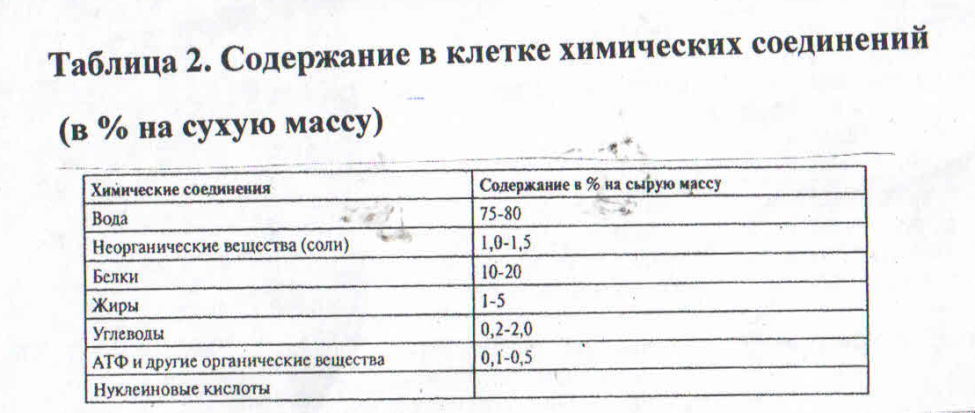 Таблица 2. Содержание в клетке химических соединений
(в % на сухую массу)
Химические соединения Содержание в % на сырую массу
Вода 75-80
Неорганические вещества (соли) 1,0-1,5
Белки 10-20
Жиры 1-5
Углеводы 0,2-2,0
АТФ и другие органические вещества 0,1-0,5
Нуклеиновые кислоты